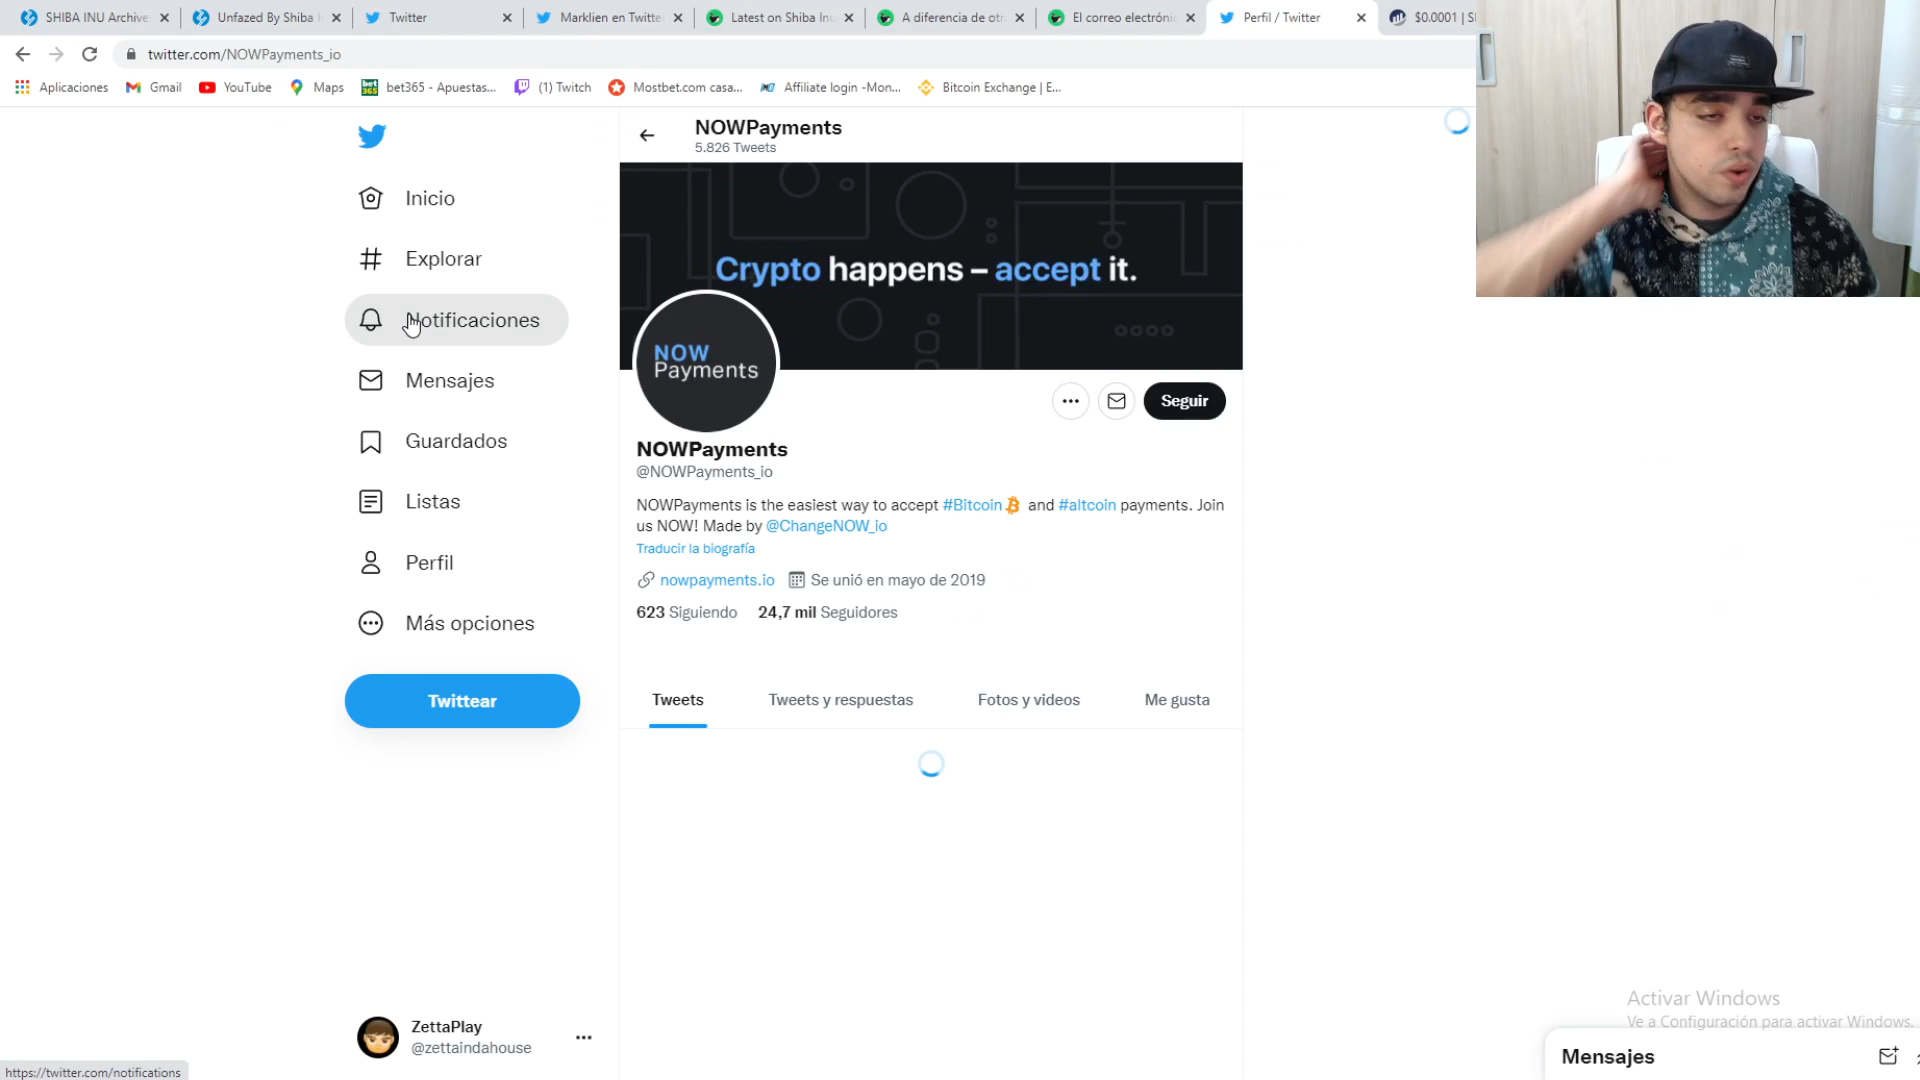 SHIBA INU Archive
Unfazed By Shiba I
Twitter
Marklien en Twitte
Latest on Shiba Inu
A diferencia de otr
El correo electróni
Perfil / Twitter
$0.0001 | S
twitter.com/NOWPayments_io
Aplicaciones
Gmail
YouTube
Maps
bet365
bet365 - Apuestas...
(1) Twitch
Mostbet.com casa...
Affiliate login -Mon...
Bitcoin Exchange | E...
NOWPayments
5.826 Tweets
Inicio
Explorar
Notificaciones
Mensajes
Guardados
Listas
Perfil
Más opciones
Twittear
Crypto happens – accept it.
NOW
Payments
Seguir
NOWPayments
@NOWPayments_io
NOWPayments is the easiest way to accept #Bitcoin and #altcoin payments. Join
us NOW! Made by @ChangeNOW_io
Traducir la biografía
nowpayments.io Se unió en mayo de 2019
623 Siguiendo 24,7 mil Seguidores
Tweets
Tweets y respuestas
Fotos y videos
Me gusta
ZettaPlay
@zettaindahouse
Activar Windows
Ve a Configuración para activar Windows.
Mensajes
https://twitter.com/notifications